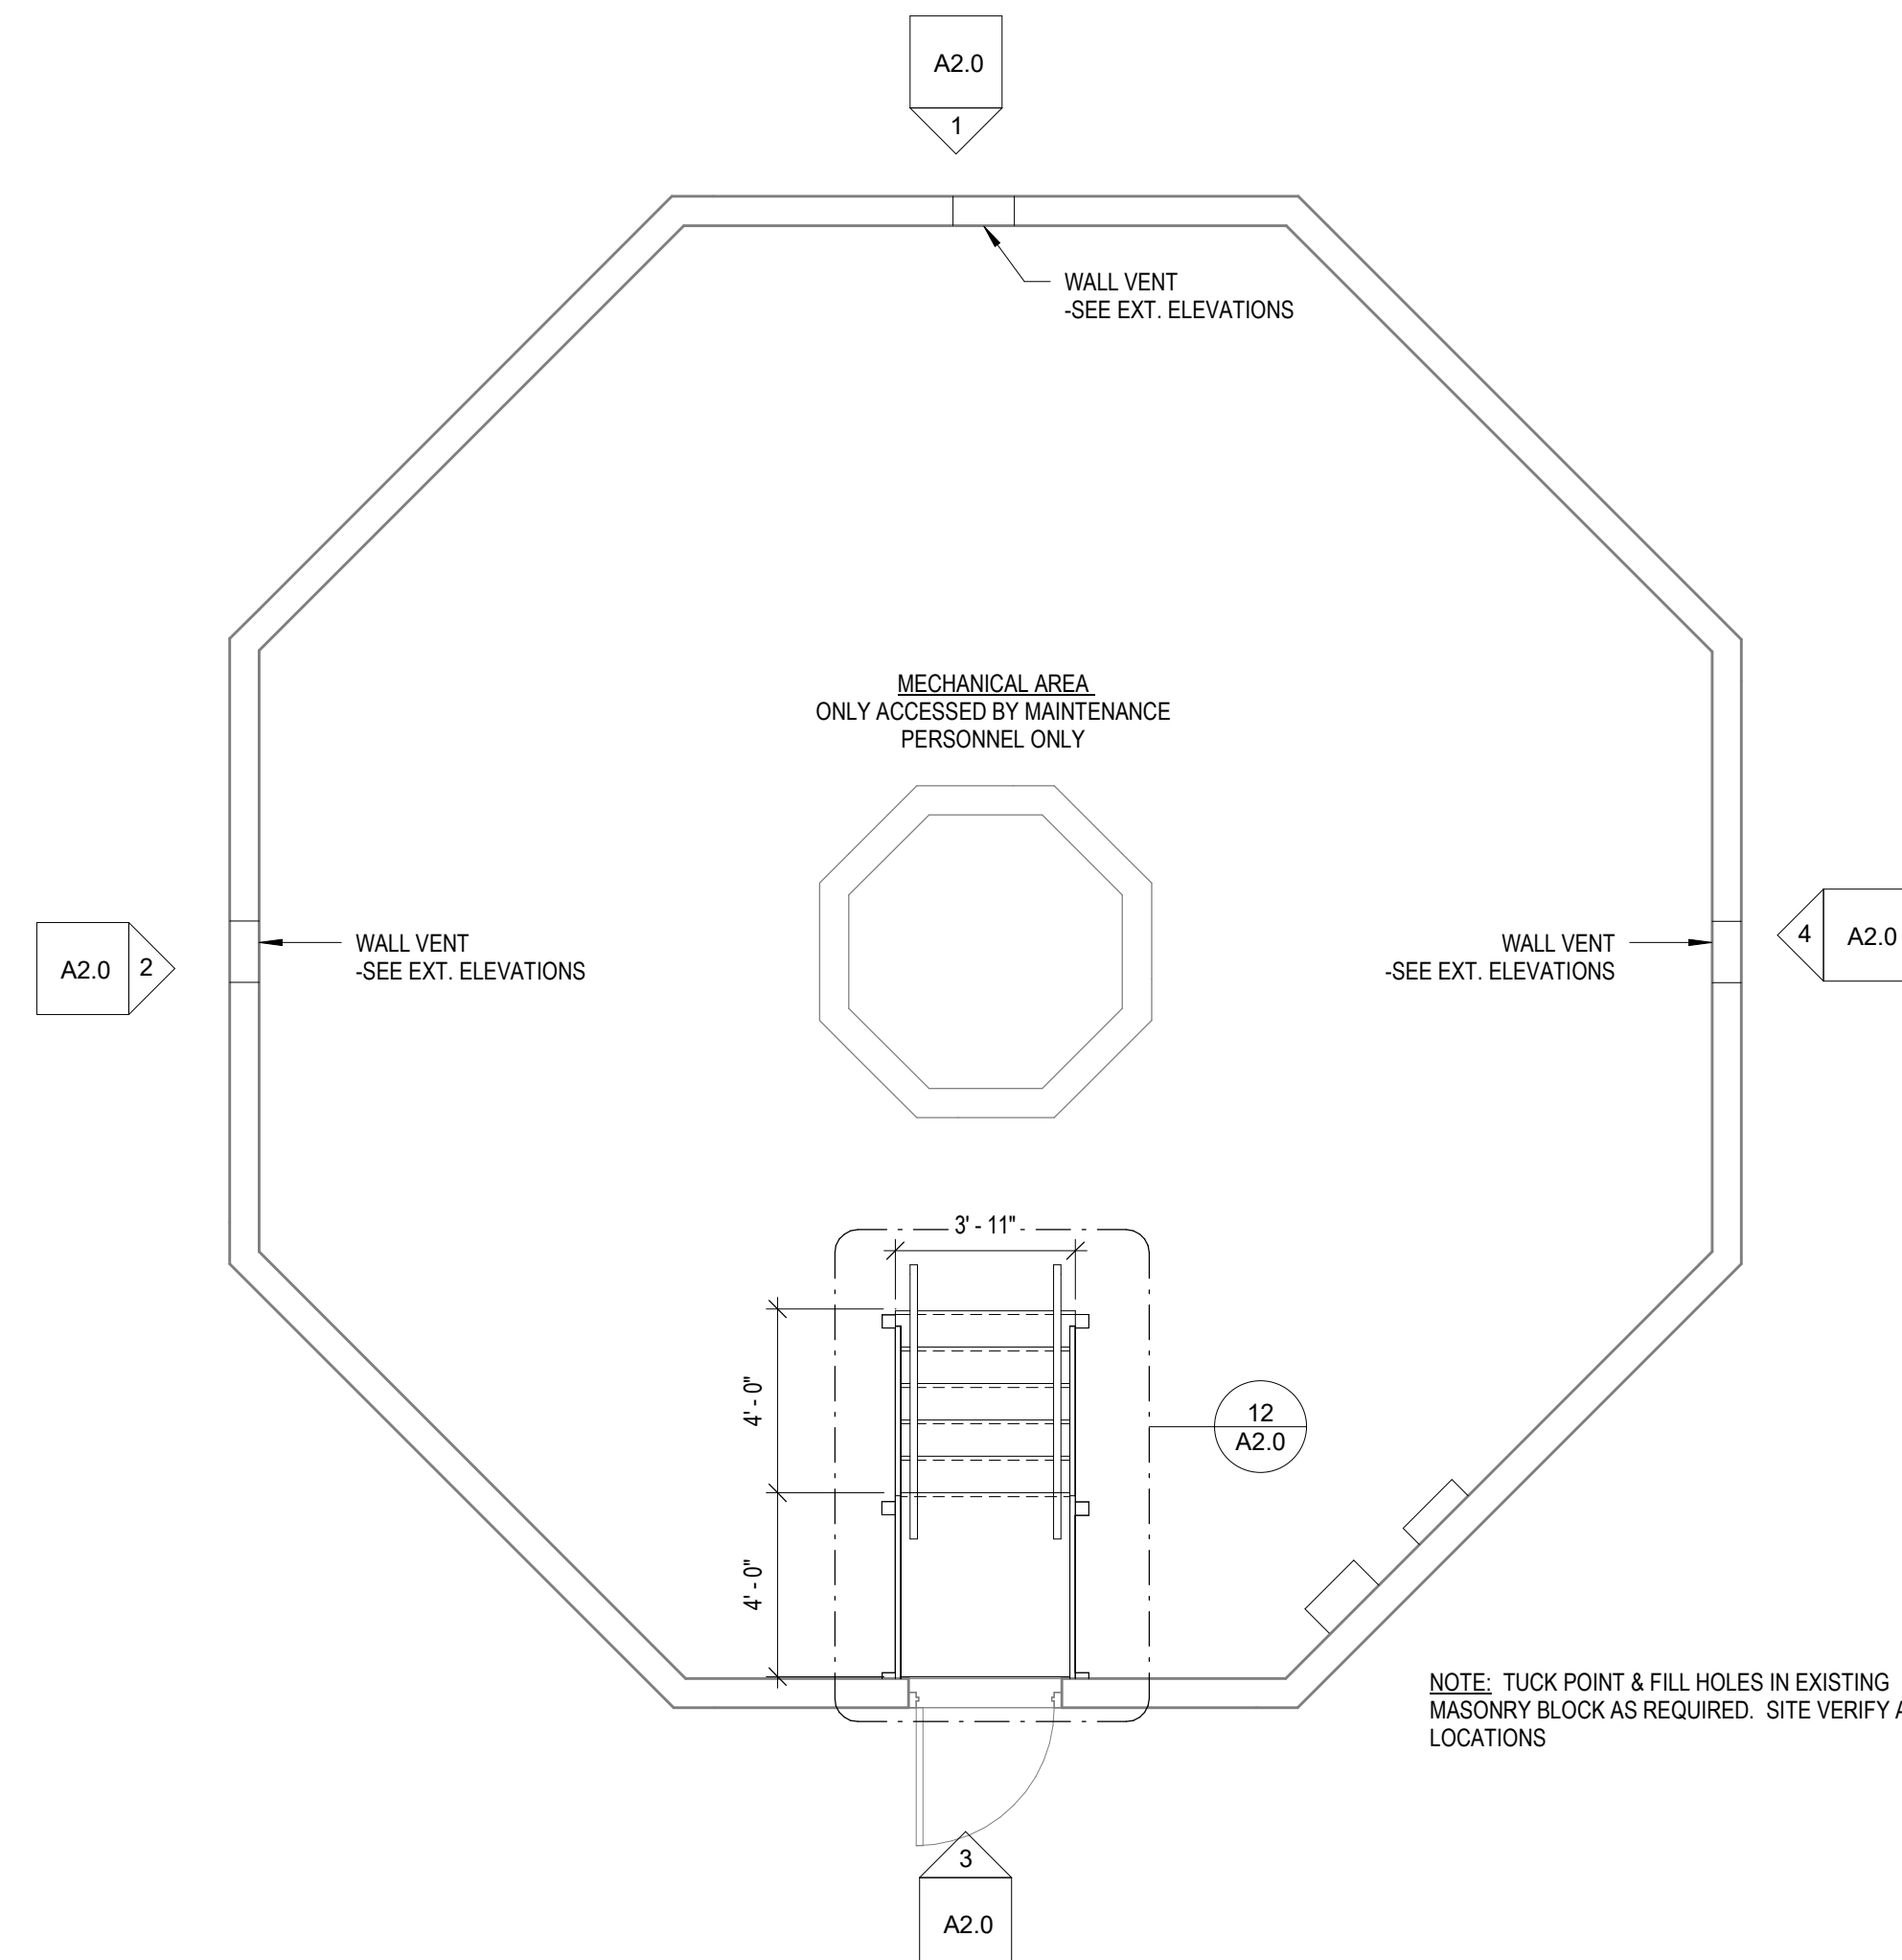 A2.0
1
WALL VENT
-SEE EXT. ELEVATIONS
MECHANICAL AREA
ONLY ACCESSED BY MAINTENANCE
PERSONNEL ONLY
A2.0 2
WALL VENT
-SEE EXT. ELEVATIONS
WALL VENT
-SEE EXT. ELEVATIONS
4 A2.0
3' - 11"
4' - 0"
12
A2.0
4' - 0"
NOTE: TUCK POINT & FILL HOLES IN EXISTING
MASONRY BLOCK AS REQUIRED. SITE VERIFY
LOCATIONS
3
A2.0